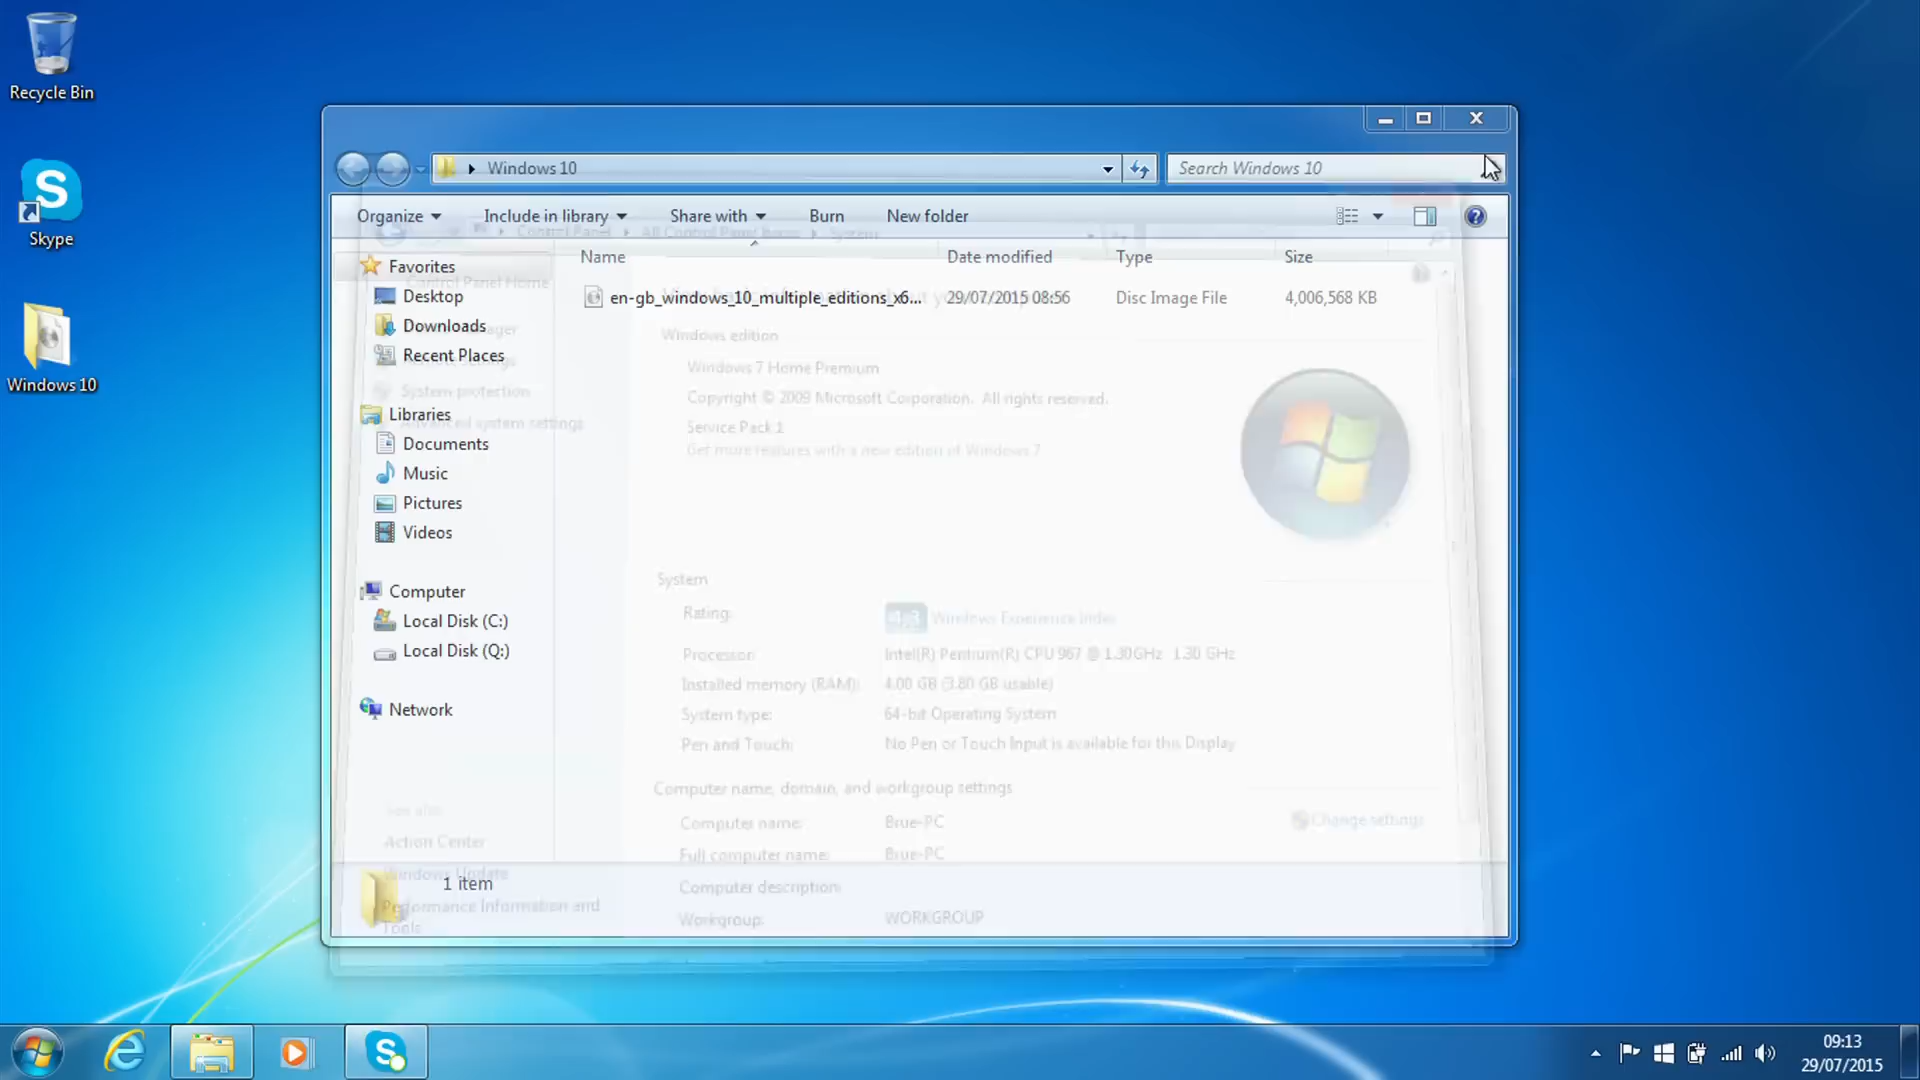 Recycle Bin
Skype
Windows 10
Windows 10
Search Windows 10
Organize
Include in library
Share with
Burn
New folder
Control Panel
All Control Panel Items
System
Name
Date modified
Type
Size
en-gb_windows_10_multiple_editions_x6...
29/07/2015 08:56
Disc Image File
4,006,568 KB
Favorites
Control Panel Home
Desktop
Downloads
Recent Places
System protection
Libraries
Advanced system settings
Documents
Music
Pictures
Videos
Computer
Local Disk (C:)
Local Disk (Q:)
Network
See also
Action Center
Windows Update
Performance Information and
Tools
1 item
Windows edition
Windows 7 Home Premium
Copyright © 2009 Microsoft Corporation. All rights reserved.
Service Pack 1
Get more features with a new edition of Windows 7
System
Rating:
Windows Experience Index
Processor:
Intel(R) Pentium(R) CPU 967 @ 1.30GHz 1.30 GHz
Installed memory (RAM):
4.00 GB (3.80 GB usable)
System type:
64-bit Operating System
Pen and Touch:
No Pen or Touch Input is available for this Display
Computer name, domain, and workgroup settings
Computer name:
Brue-PC
Change settings
Full computer name:
Brue-PC
Computer description:
Workgroup:
WORKGROUP
09:13
29/07/2015